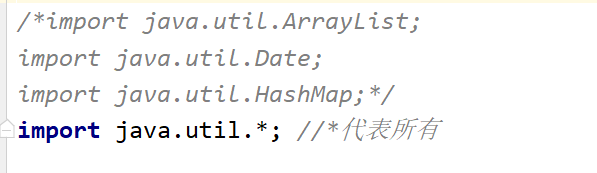 /*import java.util.ArrayList;
import java.util.Date;
import java.util.HashMap;*/
import java.util.*; //*代表所有